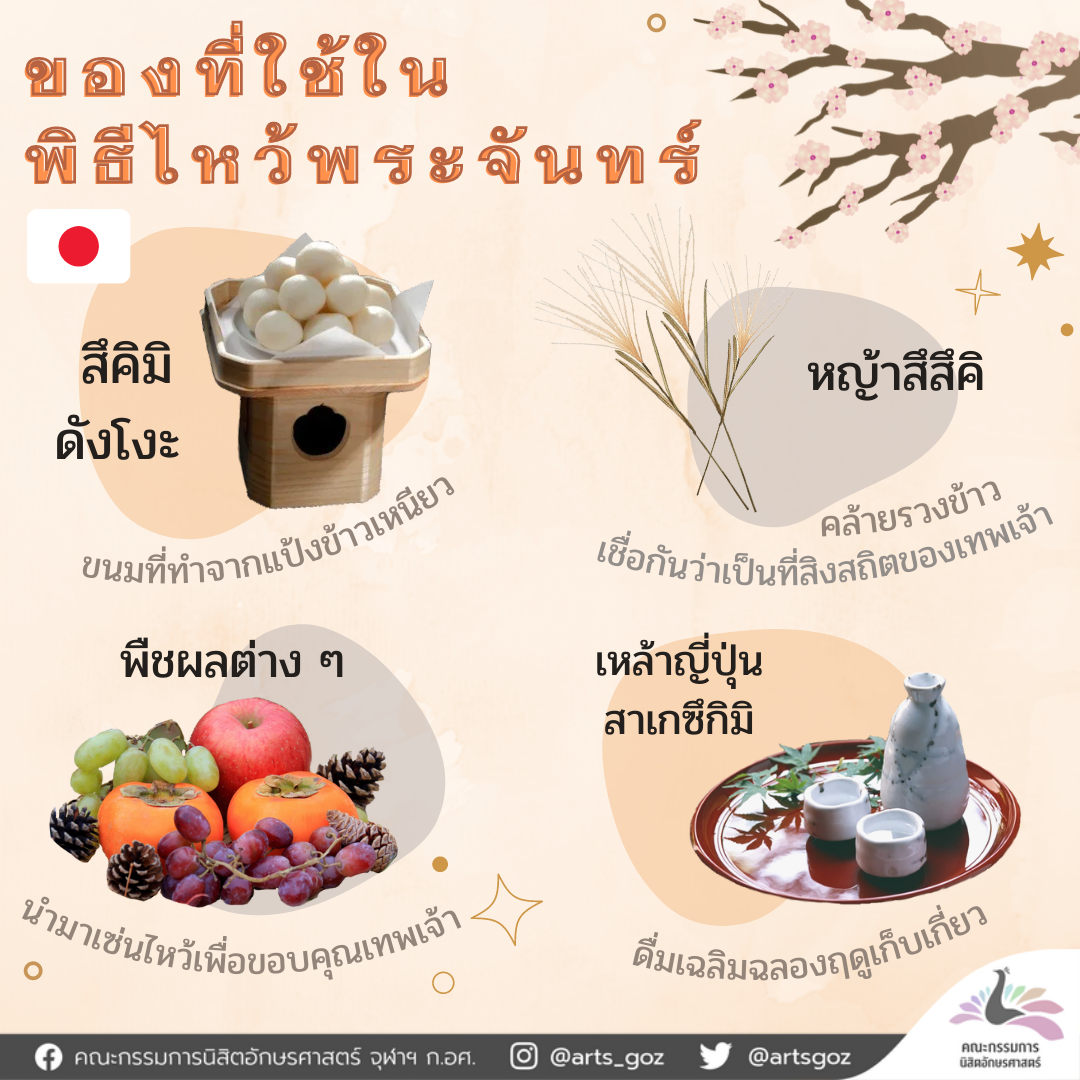 ของที่ใช้ใน
พิธีไหว้พระจันทร์
สึคิมิ
ดังโงะ
ขนมที่ทำจากแป้งข้าวเหนียว
หญ้าสึสึคิ
คล้ายรวงข้าว
เชื่อกันว่าเป็นที่สิงสถิตของเทพเจ้า
พืชผลต่าง ๆ
นำมาเซ่นไหว้เพื่อขอบคุณเทพเจ้า
เหล้าญี่ปุ่น
สาเกซึกิมิ
ดื่มเฉลิมฉลองฤดูเก็บเกี่ยว
คณะกรรมการ
นิสิตอักษรศาสตร์
คณะกรรมการนิสิตอักษรศาสตร์ จุฬาฯ ก.อศ. @arts_goz @artsgoz